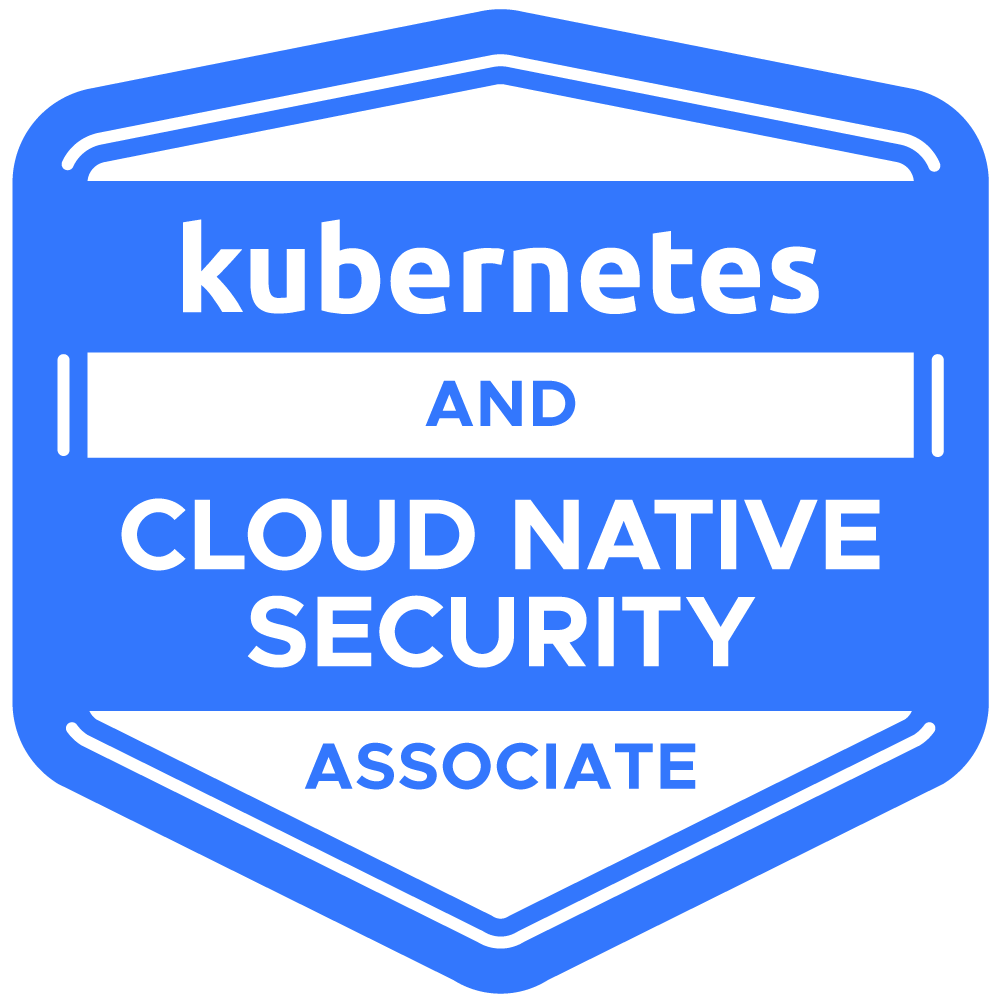 kubernetes
AND
CLOUD NATIVE
SECURITY
ASSOCIATE